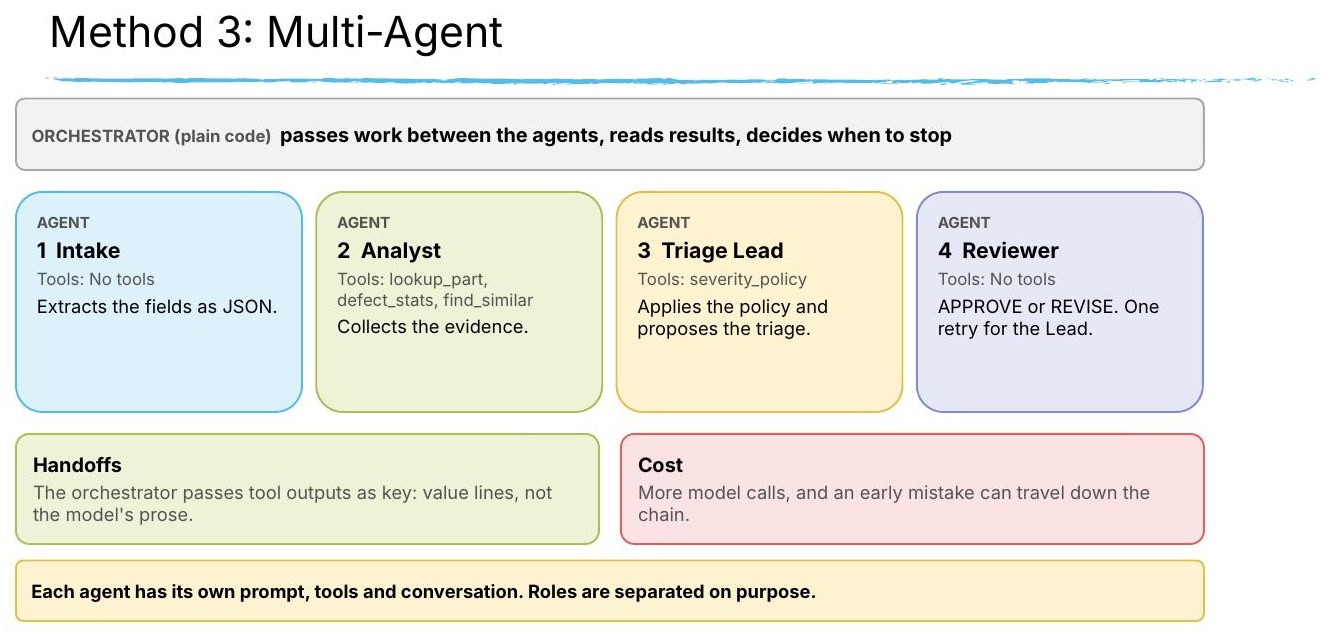 Method 3: Multi-Agent
ORCHESTRATOR (plain code) passes work between the agents, reads results, decides when to stop
AGENT
1 Intake
Tools: No tools
Extracts the fields as JSON.
AGENT
2 Analyst
Tools: lookup_part,
defect_stats, find_similar
Collects the evidence.
AGENT
3 Triage Lead
Tools: severity_policy
Applies the policy and
proposes the triage.
AGENT
4 Reviewer
Tools: No tools
APPROVE or REVISE. One
retry for the Lead.
Handoffs
The orchestrator passes tool outputs as key: value lines, not
the model's prose.
Cost
More model calls, and an early mistake can travel down the
chain.
Each agent has its own prompt, tools and conversation. Roles are separated on purpose.